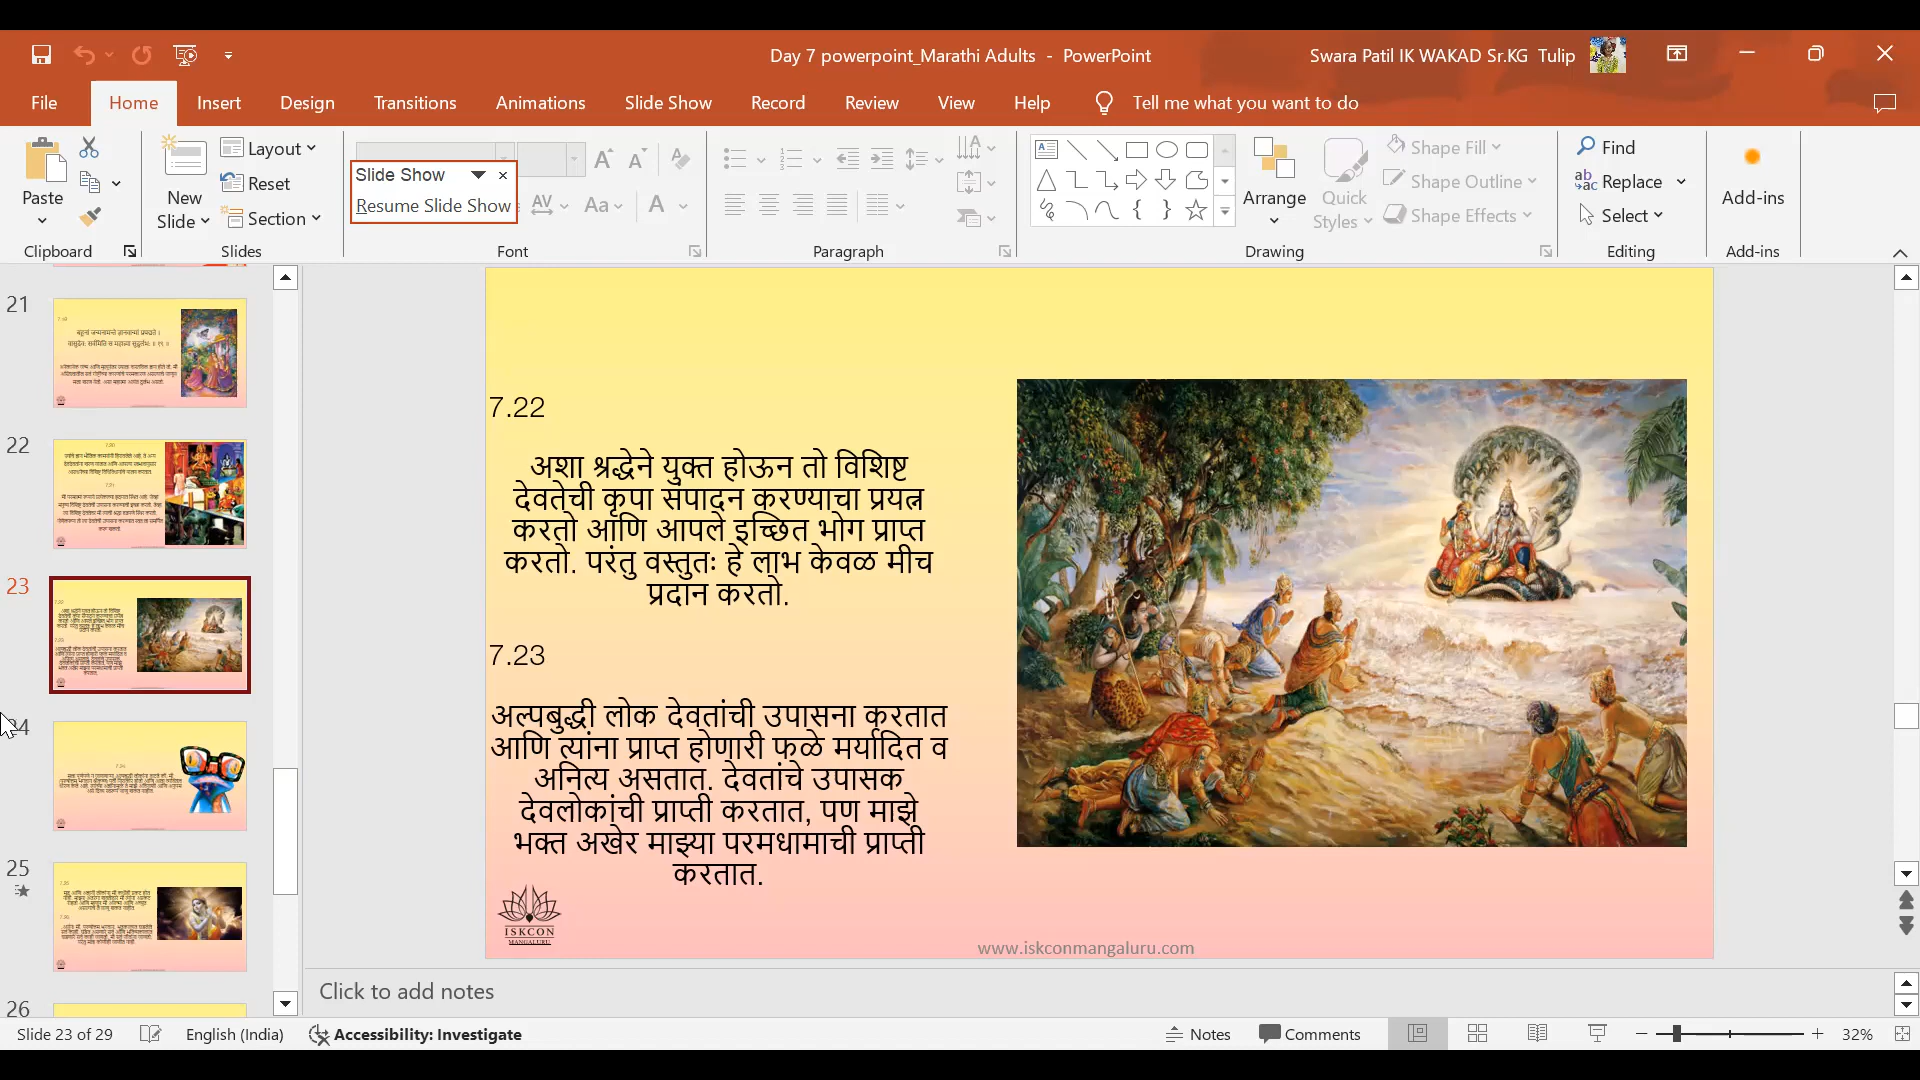 Day 7 powerpoint_Marathi Adults - PowerPoint
Swara Patil IK WAKAD Sr.KG Tulip
File Home Insert Design Transitions Animations Slide Show Record Review View Help Tell me what you want to do
Paste
New
Slide
Layout
Reset
Section
Slide Show
Resume Slide Show
Arrange
Quick
Styles
Shape Fill
Shape Outline
Shape Effects
Find
Replace
Select
Add-ins
Clipboard Slides Font Paragraph Drawing Editing Add-ins
21
22
23
24
25
26
7.22
अशा श्रद्धेने युक्त होऊन तो विशिष्ट
देवतेची कृपा संपादन करण्याचा प्रयत्न
करतो आणि आपले इच्छित भोग प्राप्त
करतो. परंतु वस्तुतः हे लाभ केवळ मीच
प्रदान करतो.
7.23
अल्पबुद्धी लोक देवतांची उपासना करतात
आणि त्यांना प्राप्त होणारी फळे मर्यादित व
अनित्य असतात. देवतांचे उपासक
देवलोकांची प्राप्ती करतात, पण माझे
भक्त अखेर माझ्या परमधामाची प्राप्ती
करतात.
ISKCON
MANGALURU
www.iskconmangaluru.com
Click to add notes
Slide 23 of 29 English (India) Accessibility: Investigate Notes Comments 32%